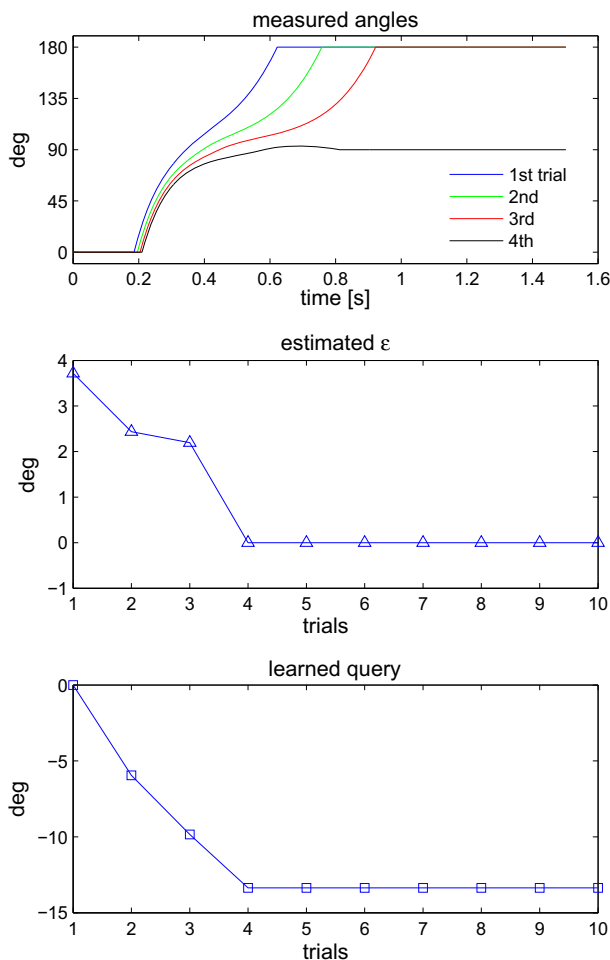 measured angles
180
135
90
45
0
deg
1st trial
2nd
3rd
4th
0 0.2 0.4 0.6 0.8 1 1.2 1.4 1.6
time [s]
estimated ε
4
3
2
1
0
−1
deg
1 2 3 4 5 6 7 8 9 10
trials
learned query
0
−5
−10
−15
deg
1 2 3 4 5 6 7 8 9 10
trials